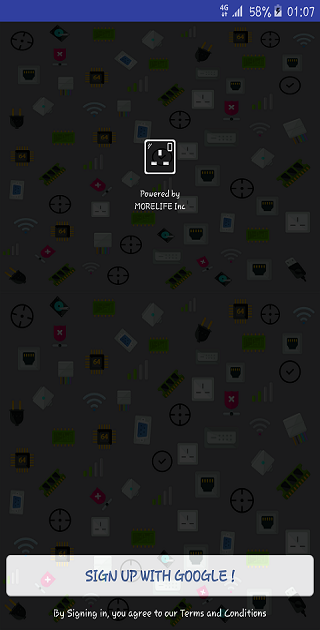 4G 58% 01:07
Powered by
MORELIFE Inc
SIGN UP WITH GOOGLE !
By Signing in, you agree to our Terms and Conditions